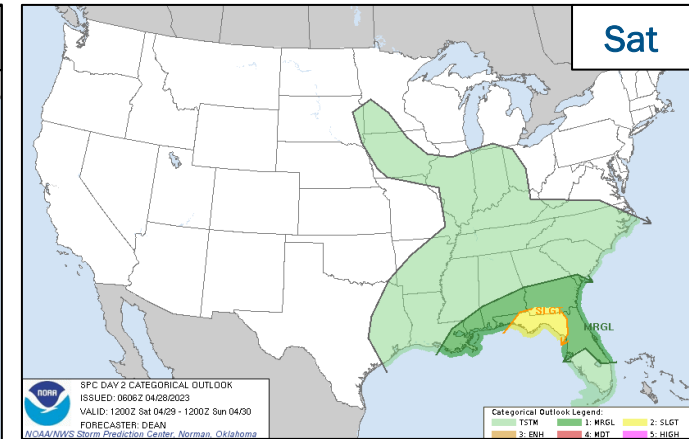 Sat
SLGT
MRGL
NOAA
SPC DAY 2 CATEGORICAL OUTLOOK
ISSUED: 0606Z 04/28/2023
VALID: 1200Z Sat 04/29 - 1200Z Sun 04/30
FORECASTER: DEAN
NOAA/NWS Storm Prediction Center, Norman, Oklahoma
Categorical Outlook Legend:
TSTM 1: MRGL 2: SLGT
3: ENH 4: MDT 5: HIGH